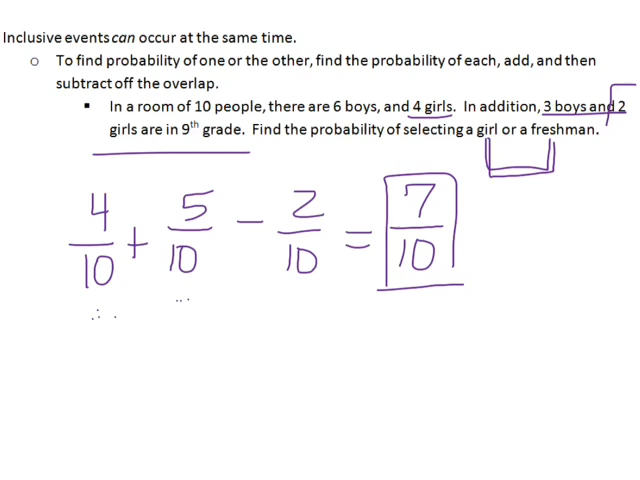 Inclusive events can occur at the same time.
o To find probability of one or the other, find the probability of each, add, and then
subtract off the overlap.
▪ In a room of 10 people, there are 6 boys, and 4 girls. In addition, 3 boys and 2
girls are in 9th grade. Find the probability of selecting a girl or a freshman.
4/10 + 5/10 - 2/10 = 7/10